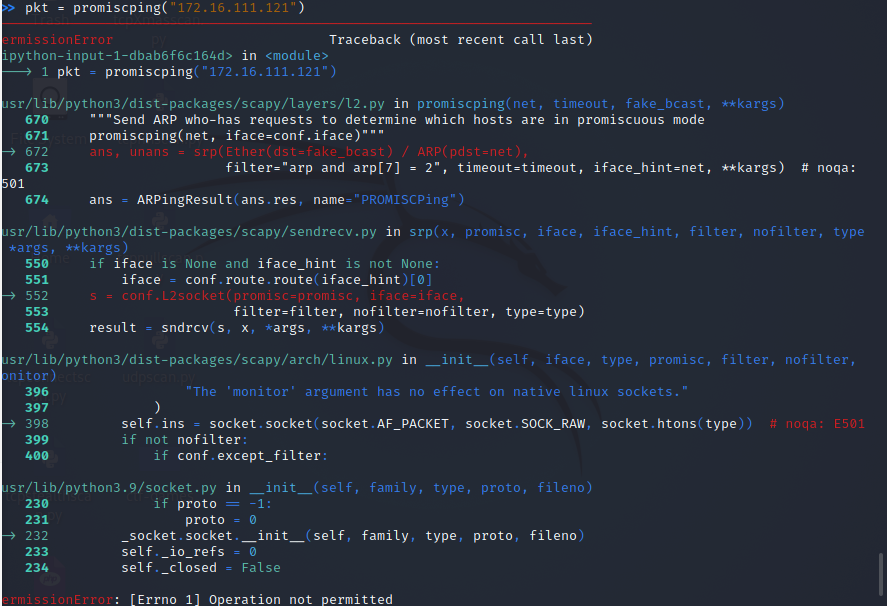 >> pkt = promiscping("172.16.111.121")
ermissionError Traceback (most recent call last)
ipython-input-1-dbab6f6c164d> in <module>
——> 1 pkt = promiscping("172.16.111.121")
usr/lib/python3/dist-packages/scapy/layers/l2.py in promiscping(net, timeout, fake_bcast, **kargs)
670 """Send ARP who-has requests to determine which hosts are in promiscuous mode
671 promiscping(net, iface=conf.iface)"""
-> 672 ans, unans = srp(Ether(dst=fake_bcast) / ARP(pdst=net),
673 filter="arp and arp[7] = 2", timeout=timeout, iface_hint=net, **kargs) # noqa:
501
674 ans = ARPingResult(ans.res, name="PROMISCPing")
usr/lib/python3/dist-packages/scapy/sendrecv.py in srp(x, promisc, iface, iface_hint, filter, nofilter, type
*args, **kargs)
550 if iface is None and iface_hint is not None:
551 iface = conf.route.route(iface_hint)[0]
-> 552 s = conf.L2socket(promisc=promisc, iface=iface,
553 filter=filter, nofilter=nofilter, type=type)
554 result = sndrcv(s, x, *args, **kargs)
usr/lib/python3/dist-packages/scapy/arch/linux.py in __init__(self, iface, type, promisc, filter, nofilter,
onitor)
396 "The 'monitor' argument has no effect on native linux sockets."
397 )
-> 398 self.ins = socket.socket(socket.AF_PACKET, socket.SOCK_RAW, socket.htons(type)) # noqa: E501
399 if not nofilter:
400 if conf.except_filter:
usr/lib/python3.9/socket.py in __init__(self, family, type, proto, fileno)
230 if proto == -1:
231 proto = 0
-> 232 _socket.socket.__init__(self, family, type, proto, fileno)
233 self._io_refs = 0
234 self._closed = False
ermissionError: [Errno 1] Operation not permitted